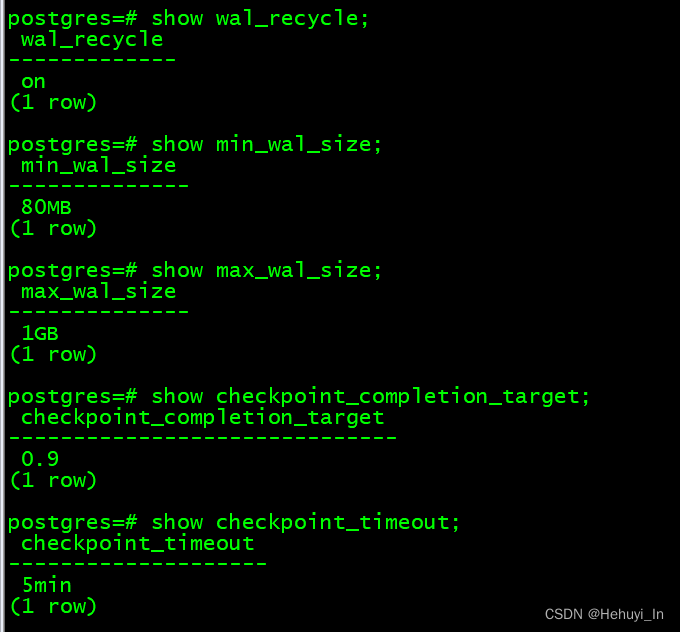 postgres=# show wal_recycle;
 wal_recycle
-------------
 on
(1 row)

postgres=# show min_wal_size;
 min_wal_size
--------------
 80MB
(1 row)

postgres=# show max_wal_size;
 max_wal_size
--------------
 1GB
(1 row)

postgres=# show checkpoint_completion_target;
 checkpoint_completion_target
------------------------------
 0.9
(1 row)

postgres=# show checkpoint_timeout;
 checkpoint_timeout
--------------------
 5min
(1 row)
CSDN @Hehuyi_In